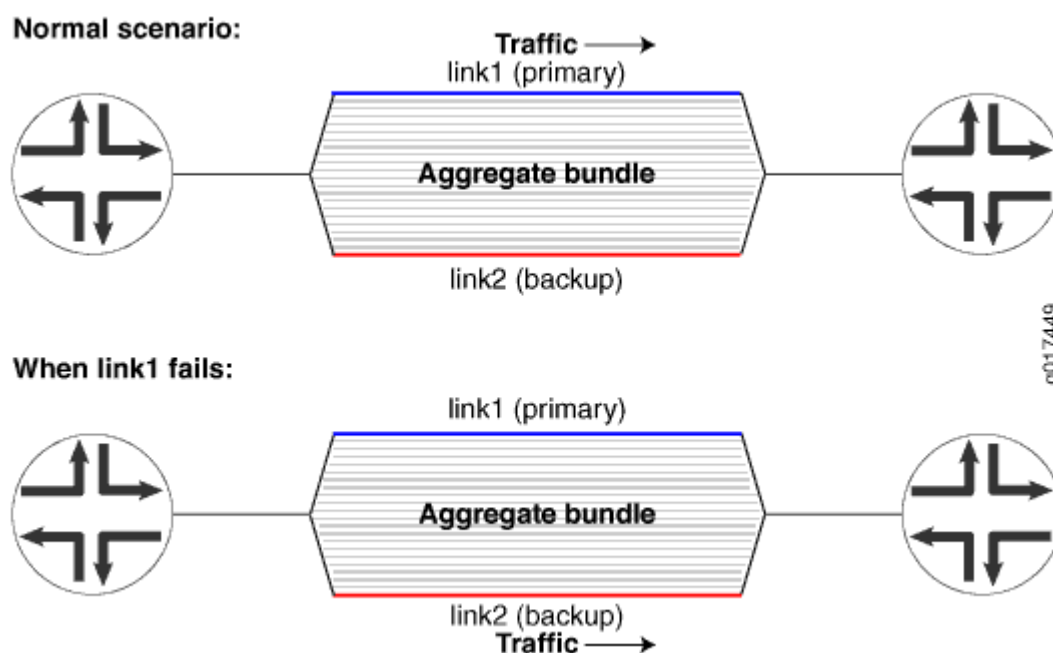 Normal scenario:
Traffic
link1 (primary)
Aggregate bundle
link2 (backup)
g017449
When link1 fails:
link1 (primary)
Aggregate bundle
link2 (backup)
Traffic